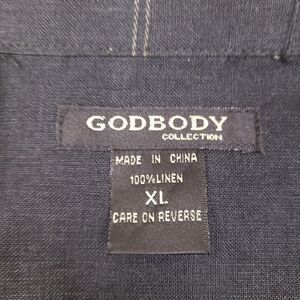 GODBODY
COLLECTION
MADE IN CHINA
100% LINEN
XL
CARE ON REVERSE